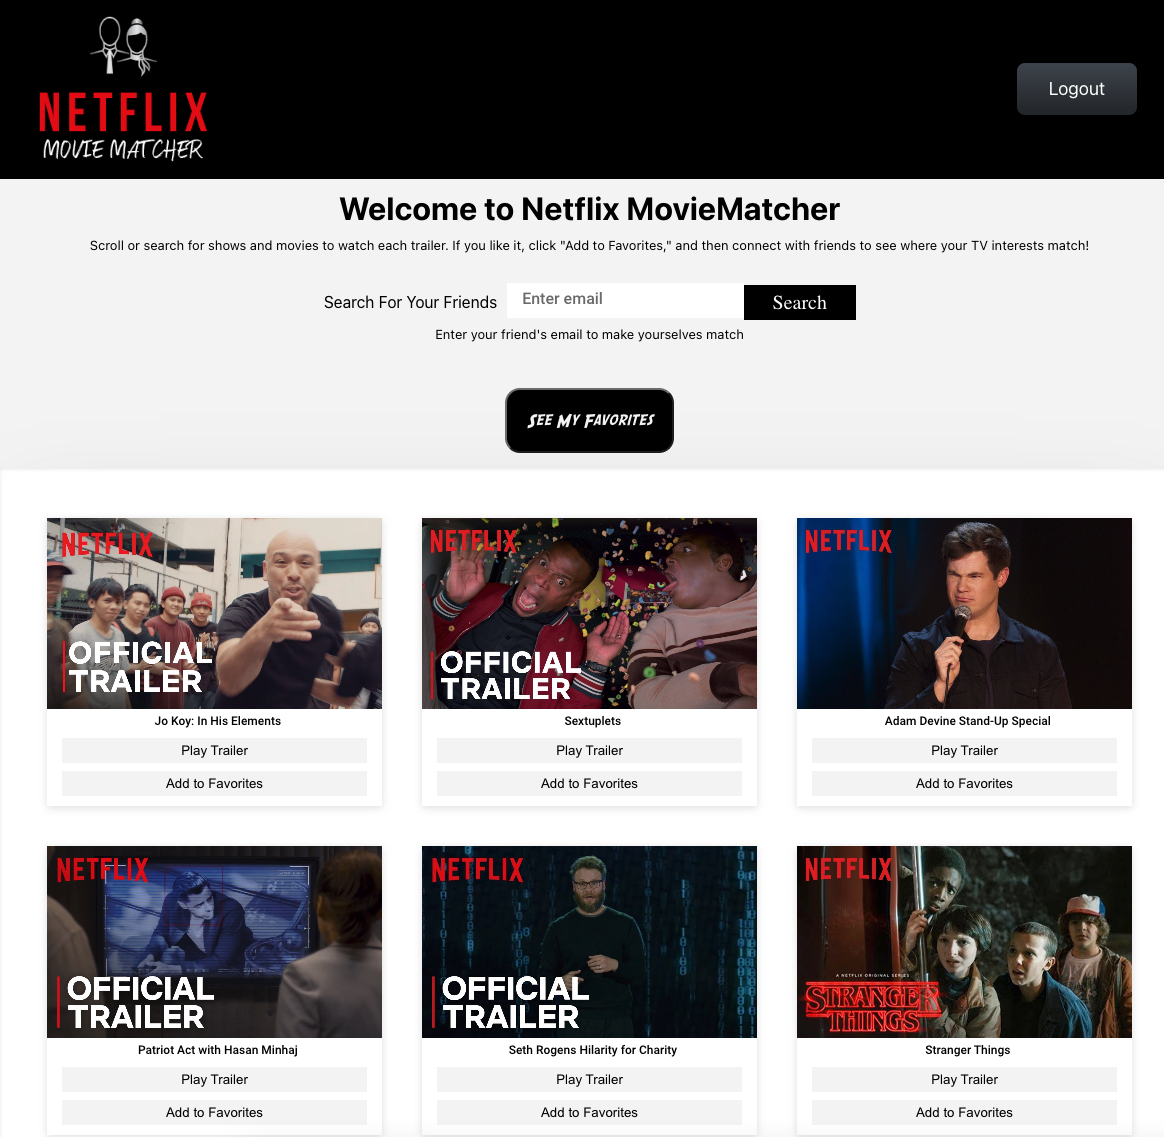 NETFLIX
MOVIE MATCHER
Logout
Welcome to Netflix MovieMatcher
Scroll or search for shows and movies to watch each trailer. If you like it, click "Add to Favorites," and then connect with friends to see where your TV interests match!
Search For Your Friends Enter email Search
Enter your friend's email to make yourselves match
SEE MY FAVORITES
NETFLIX
OFFICIAL
TRAILER
Jo Koy: In His Elements
Play Trailer
Add to Favorites
NETFLIX
OFFICIAL
TRAILER
Sextuplets
Play Trailer
Add to Favorites
NETFLIX
Adam Devine Stand-Up Special
Play Trailer
Add to Favorites
NETFLIX
OFFICIAL
TRAILER
Patriot Act with Hasan Minhaj
Play Trailer
Add to Favorites
NETFLIX
OFFICIAL
TRAILER
Seth Rogens Hilarity for Charity
Play Trailer
Add to Favorites
NETFLIX
A NETFLIX ORIGINAL SERIES
STRANGER
THINGS
Stranger Things
Play Trailer
Add to Favorites